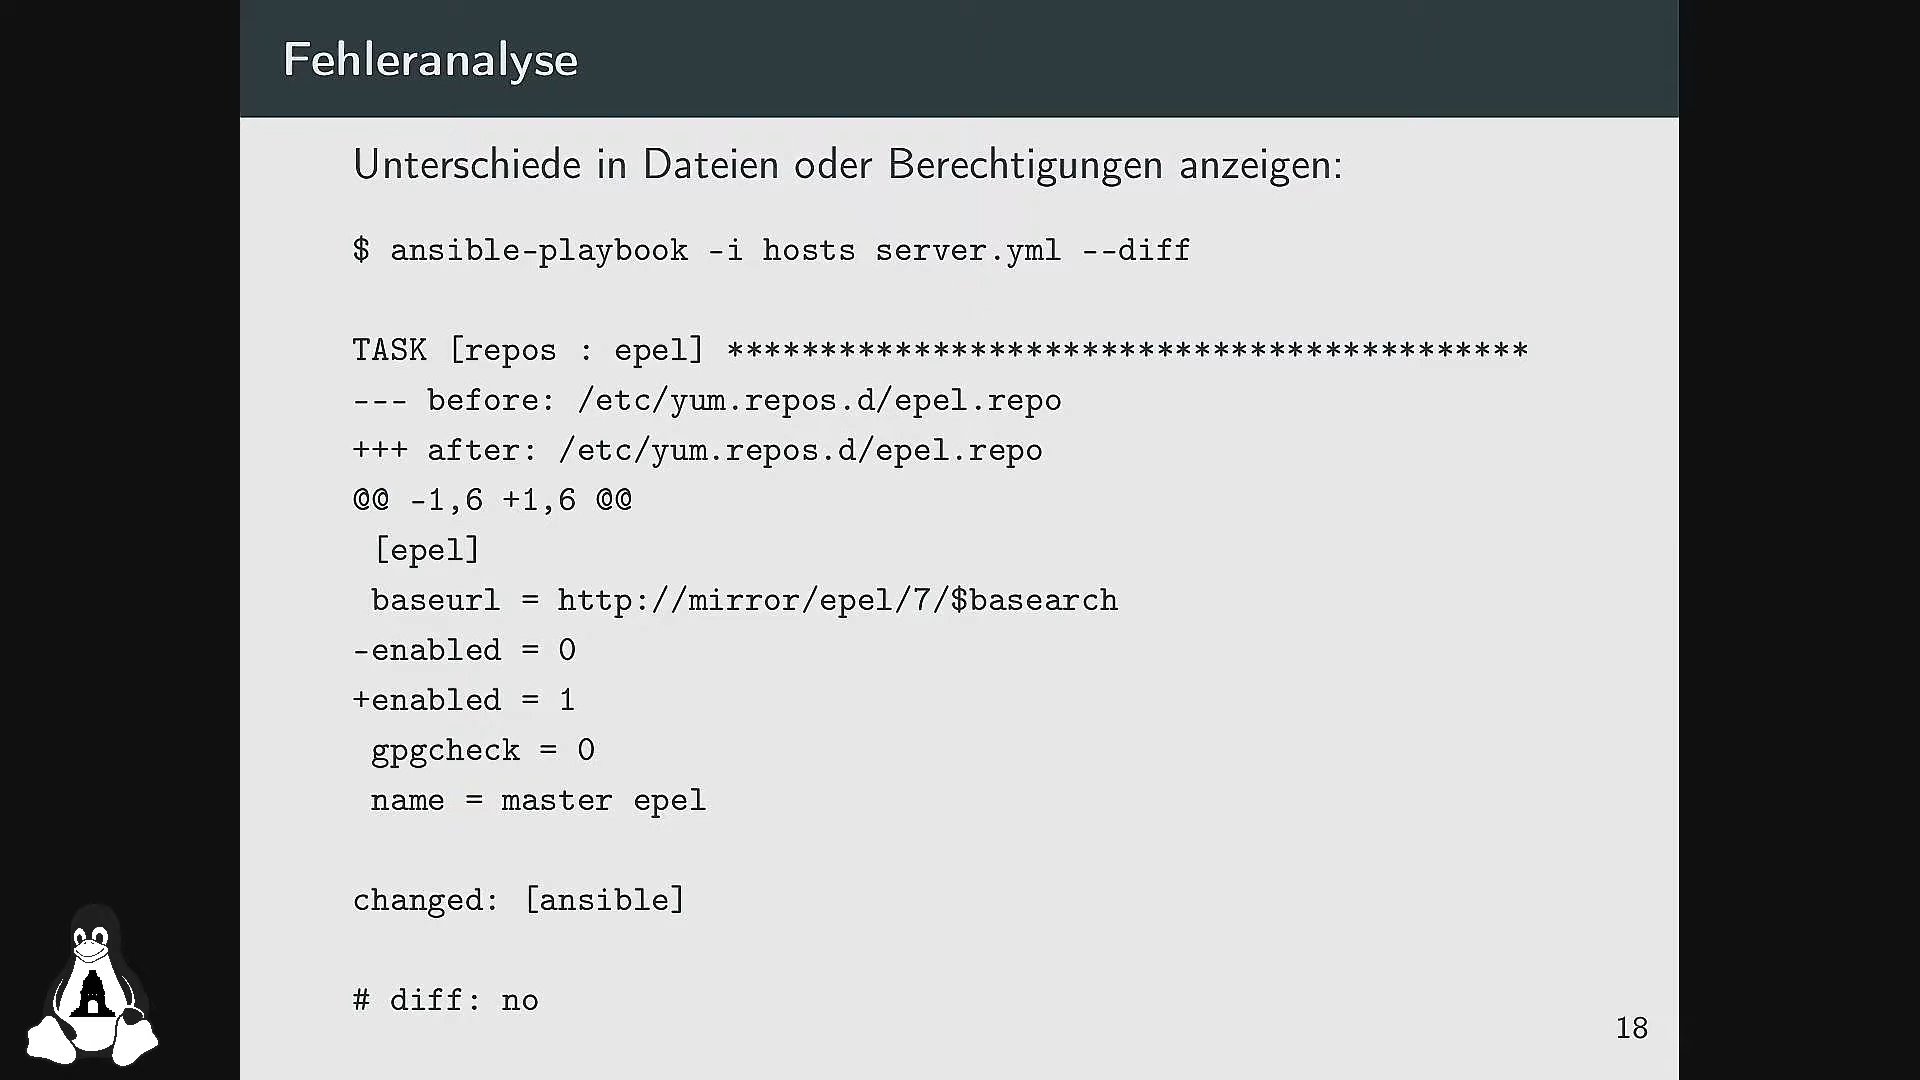 Fehleranalyse
Unterschiede in Dateien oder Berechtigungen anzeigen:
$ ansible-playbook -i hosts server.yml --diff
TASK [repos : epel] *******************************************
--- before: /etc/yum.repos.d/epel.repo
+++ after: /etc/yum.repos.d/epel.repo
@@ -1,6 +1,6 @@
 [epel]
 baseurl = http://mirror/epel/7/$basearch
-enabled = 0
+enabled = 1
 gpgcheck = 0
 name = master epel
changed: [ansible]
# diff: no
18